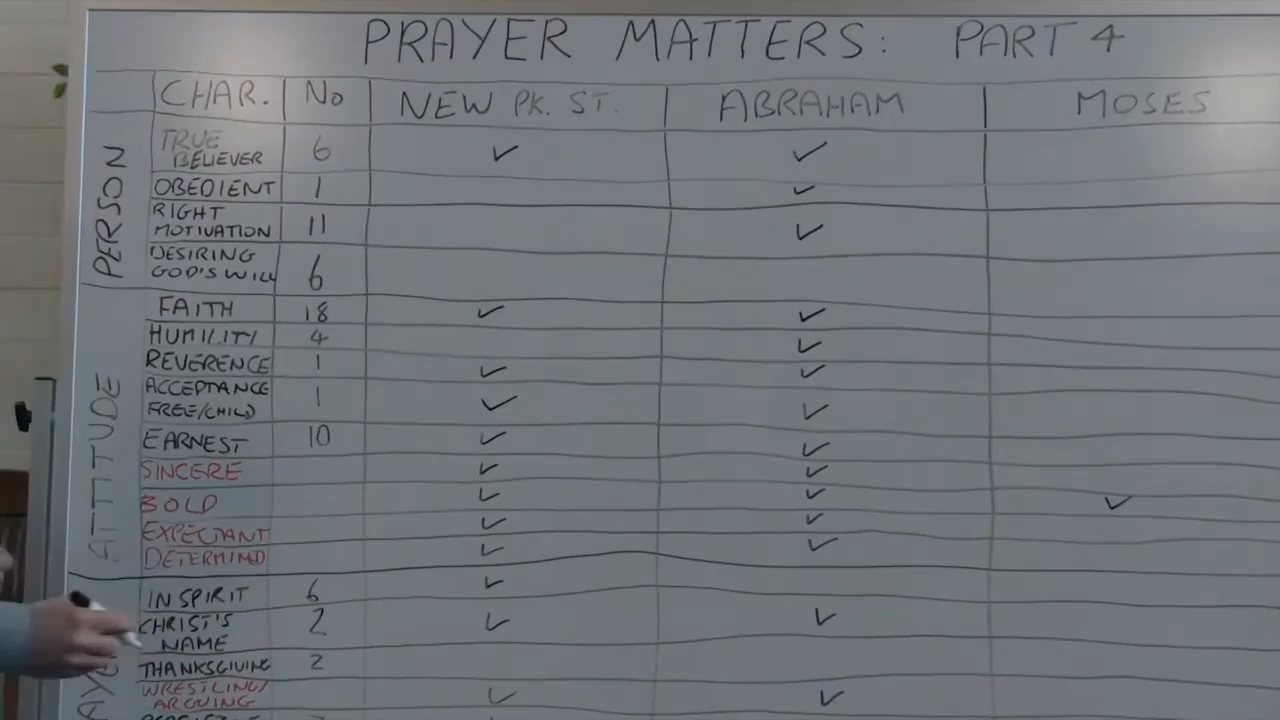 PRAYER MATTERS: PART 4
CHAR. No NEW PK. ST. ABRAHAM MOSES
PERSON
TRUE
BELIEVER 6 ✓ ✓
OBEDIENT 1 ✓
RIGHT
MOTIVATION 11 ✓
DESIRING
GOD'S WILL 6
ATTITUDE
FAITH 18 ✓ ✓
HUMILITY 4 ✓
REVERENCE 1 ✓ ✓
ACCEPTANCE
FREE/CHILD 1 ✓ ✓
EARNEST 10 ✓ ✓
SINCERE ✓ ✓
BOLD ✓ ✓ ✓
EXPECTANT ✓ ✓
DETERMINED ✓ ✓
IN SPIRIT 6 ✓
CHRIST'S
NAME 2 ✓ ✓
THANKSGIVING 2
WRESTLING/
ARGUING ✓ ✓